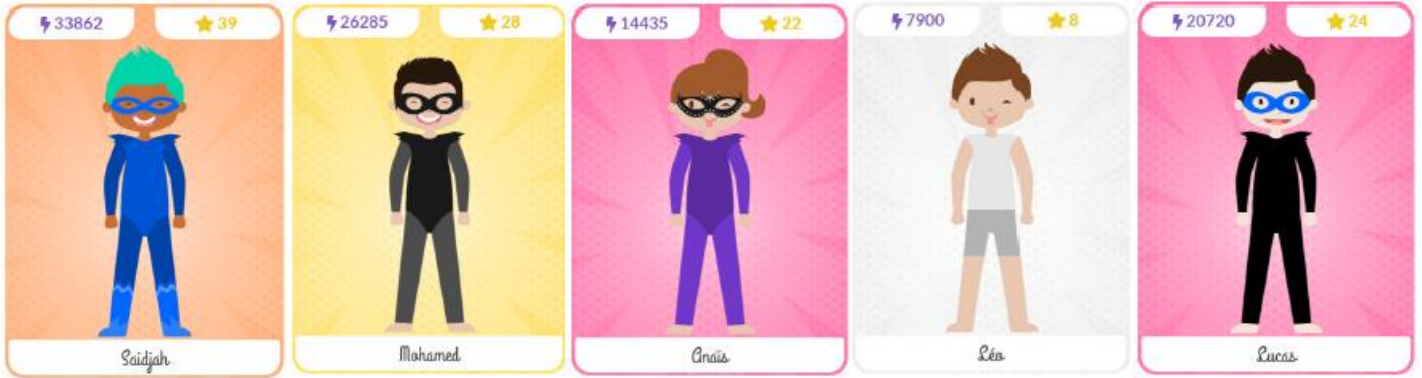 33862 39
26285 28
14435 22
7900 8
20720 24
Saidjah
Mohamed
Anaïs
Léo
Lucas